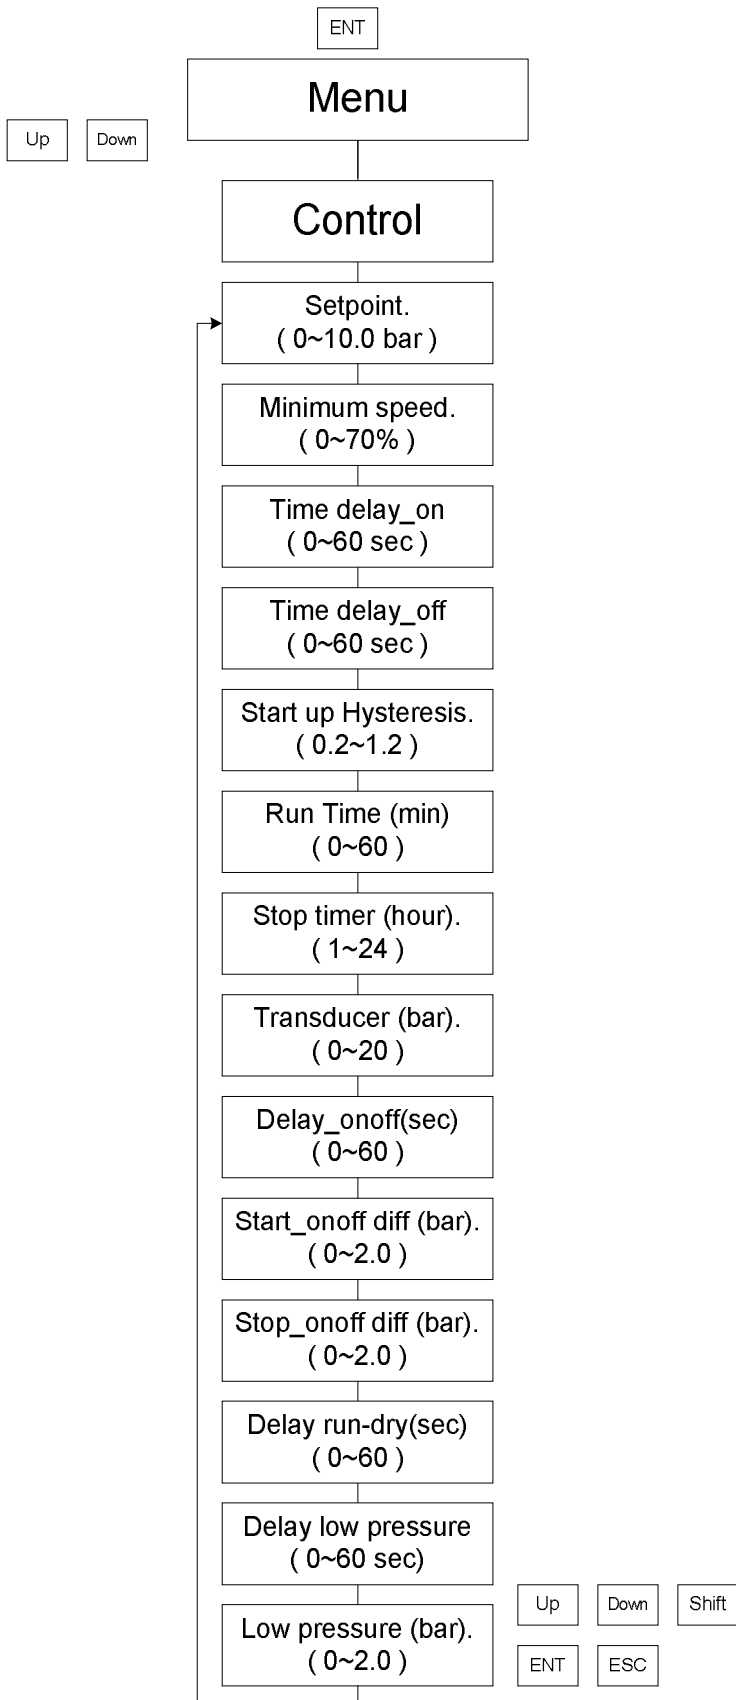 ENT
Menu
Up
Down
Control
Setpoint.
( 0~10.0 bar )
Minimum speed.
( 0~70% )
Time delay_on
( 0~60 sec )
Time delay_off
( 0~60 sec )
Start up Hysteresis.
( 0.2~1.2 )
Run Time (min)
( 0~60 )
Stop timer (hour).
( 1~24 )
Transducer (bar).
( 0~20 )
Delay_onoff(sec)
( 0~60 )
Start_onoff diff (bar).
( 0~2.0 )
Stop_onoff diff (bar).
( 0~2.0 )
Delay run-dry(sec)
( 0~60 )
Delay low pressure
( 0~60 sec)
Low pressure (bar).
( 0~2.0 )
Up
Down
Shift
ENT
ESC